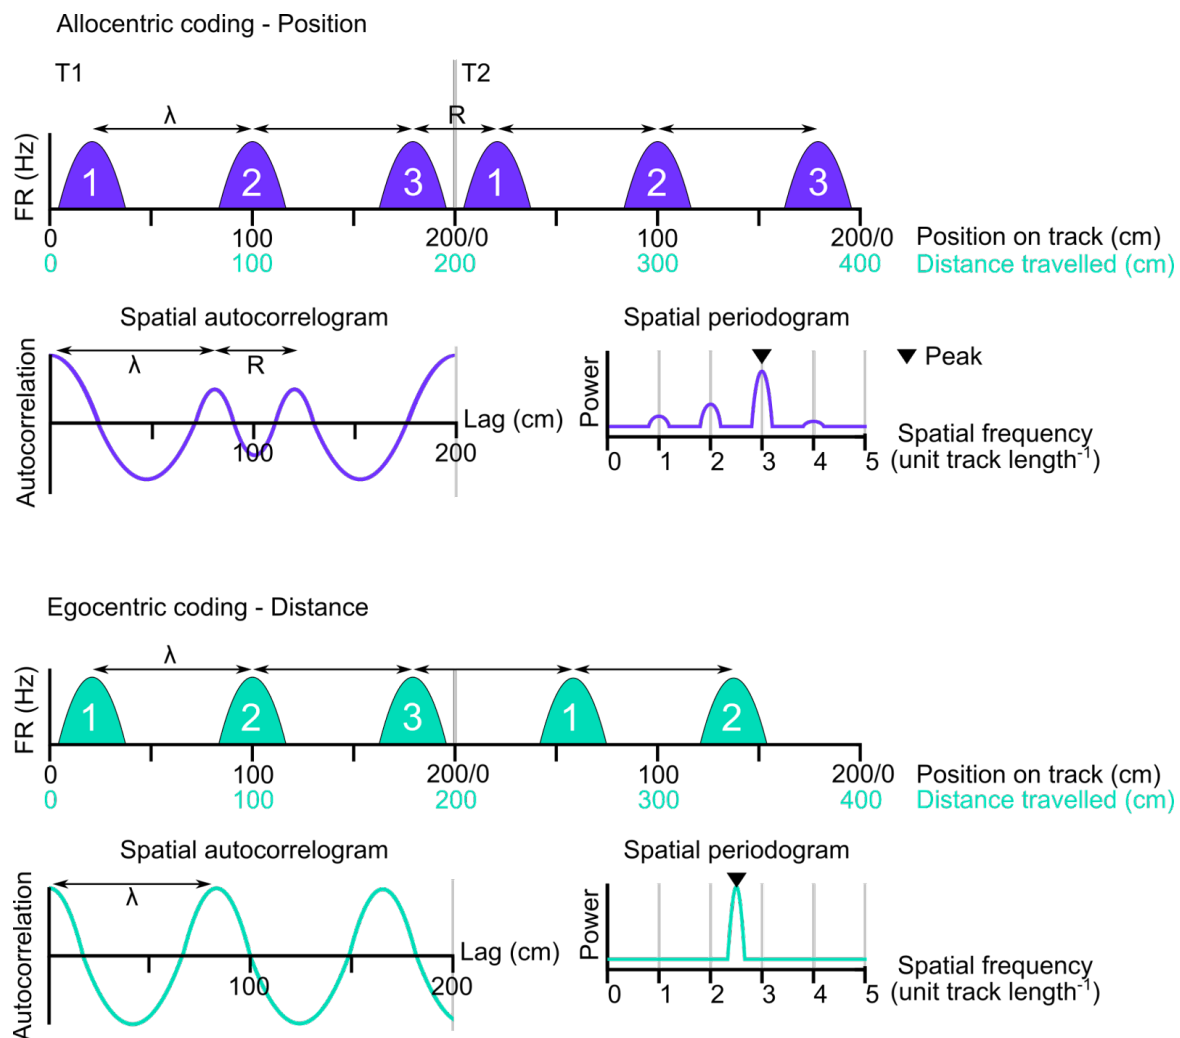 Allocentric coding - Position
T1
T2
λ
R
FR (Hz)
1 2 3 1 2 3
0 100 200/0 100 200/0 Position on track (cm)
0 100 200 300 400 Distance travelled (cm)
Spatial autocorrelogram
λ R
Autocorrelation
Lag (cm)
100 200
Spatial periodogram
Peak
Power
0 1 2 3 4 5
Spatial frequency
(unit track length⁻¹)
Egocentric coding - Distance
λ
FR (Hz)
1 2 3 1 2
0 100 200/0 100 200/0 Position on track (cm)
0 100 200 300 400 Distance travelled (cm)
Spatial autocorrelogram
λ
Autocorrelation
Lag (cm)
100 200
Spatial periodogram
Power
0 1 2 3 4 5
Spatial frequency
(unit track length⁻¹)